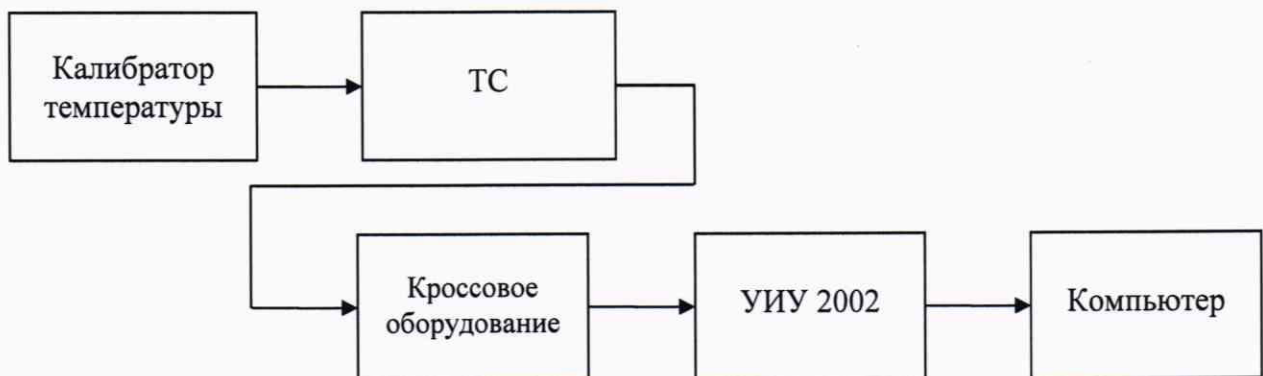 Калибратор
температуры
ТС
Кроссовое
оборудование
УИУ 2002
Компьютер